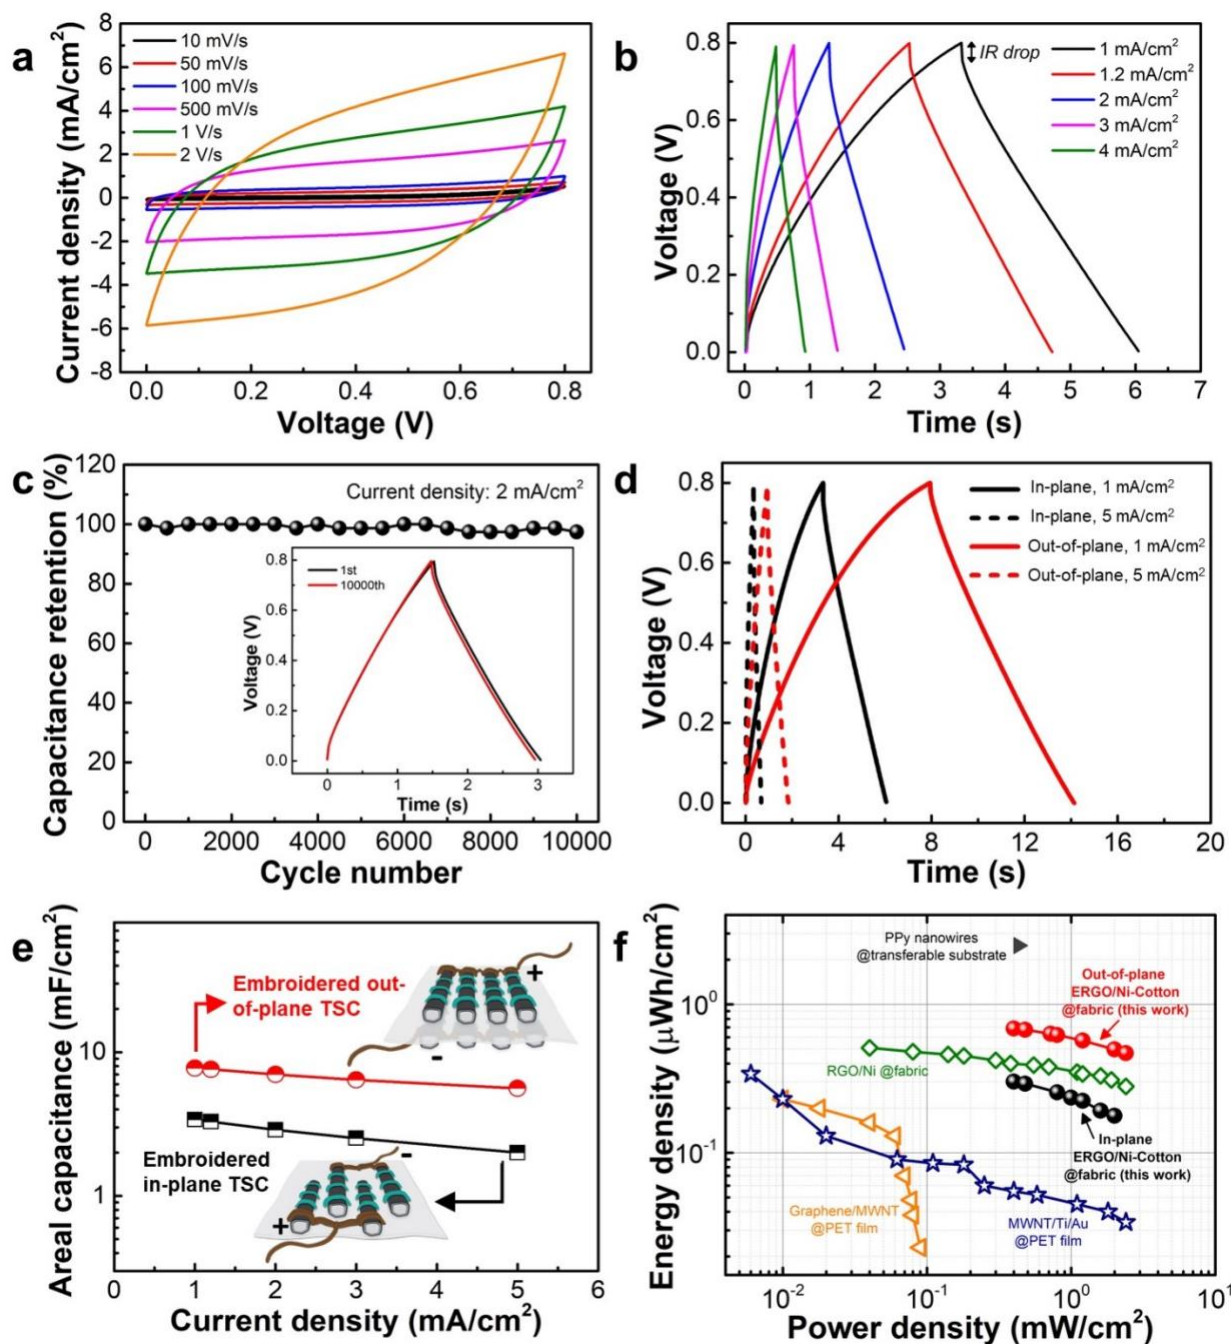 a
Current density (mA/cm²)
8
6
4
2
0
-2
-4
-6
-8
10 mV/s
50 mV/s
100 mV/s
500 mV/s
1 V/s
2 V/s
0.0 0.2 0.4 0.6 0.8
Voltage (V)
b
Voltage (V)
0.8
0.6
0.4
0.2
0.0
IR drop
1 mA/cm²
1.2 mA/cm²
2 mA/cm²
3 mA/cm²
4 mA/cm²
0 1 2 3 4 5 6 7
Time (s)
c
Capacitance retention (%)
120
100
80
60
40
20
0
Current density: 2 mA/cm²
1st
10000th
Voltage (V)
0.8
0.6
0.4
0.2
0.0
0 1 2 3
Time (s)
0 2000 4000 6000 8000 10000
Cycle number
d
Voltage (V)
0.8
0.6
0.4
0.2
0.0
In-plane, 1 mA/cm²
In-plane, 5 mA/cm²
Out-of-plane, 1 mA/cm²
Out-of-plane, 5 mA/cm²
0 4 8 12 16 20
Time (s)
e
Areal capacitance (mF/cm²)
10
1
Embroidered out-
of-plane TSC
+
-
Embroidered
in-plane TSC
-
+
0 1 2 3 4 5 6
Current density (mA/cm²)
f
Energy density (μWh/cm²)
10⁰
10⁻¹
PPy nanowires
@transferable substrate
Out-of-plane
ERGO/Ni-Cotton
@fabric (this work)
RGO/Ni @fabric
In-plane
ERGO/Ni-Cotton
@fabric (this work)
Graphene/MWNT
@PET film
MWNT/Ti/Au
@PET film
10⁻² 10⁻¹ 10⁰ 10¹
Power density (mW/cm²)